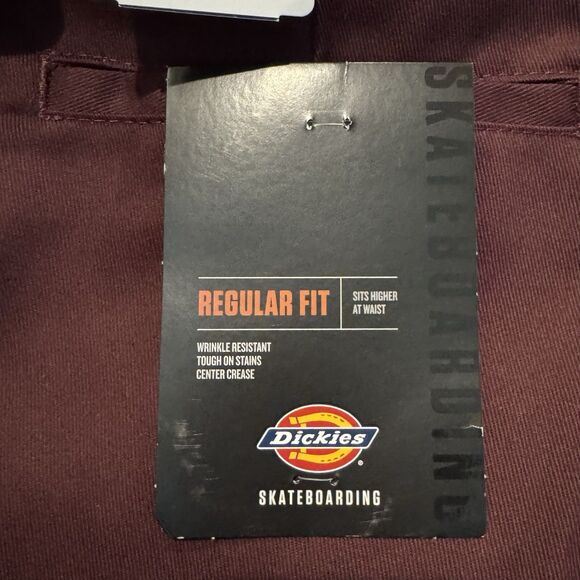 SKATEBOARDING
REGULAR FIT
SITS HIGHER
AT WAIST
WRINKLE RESISTANT
TOUGH ON STAINS
CENTER CREASE
Dickies
®
SKATEBOARDING